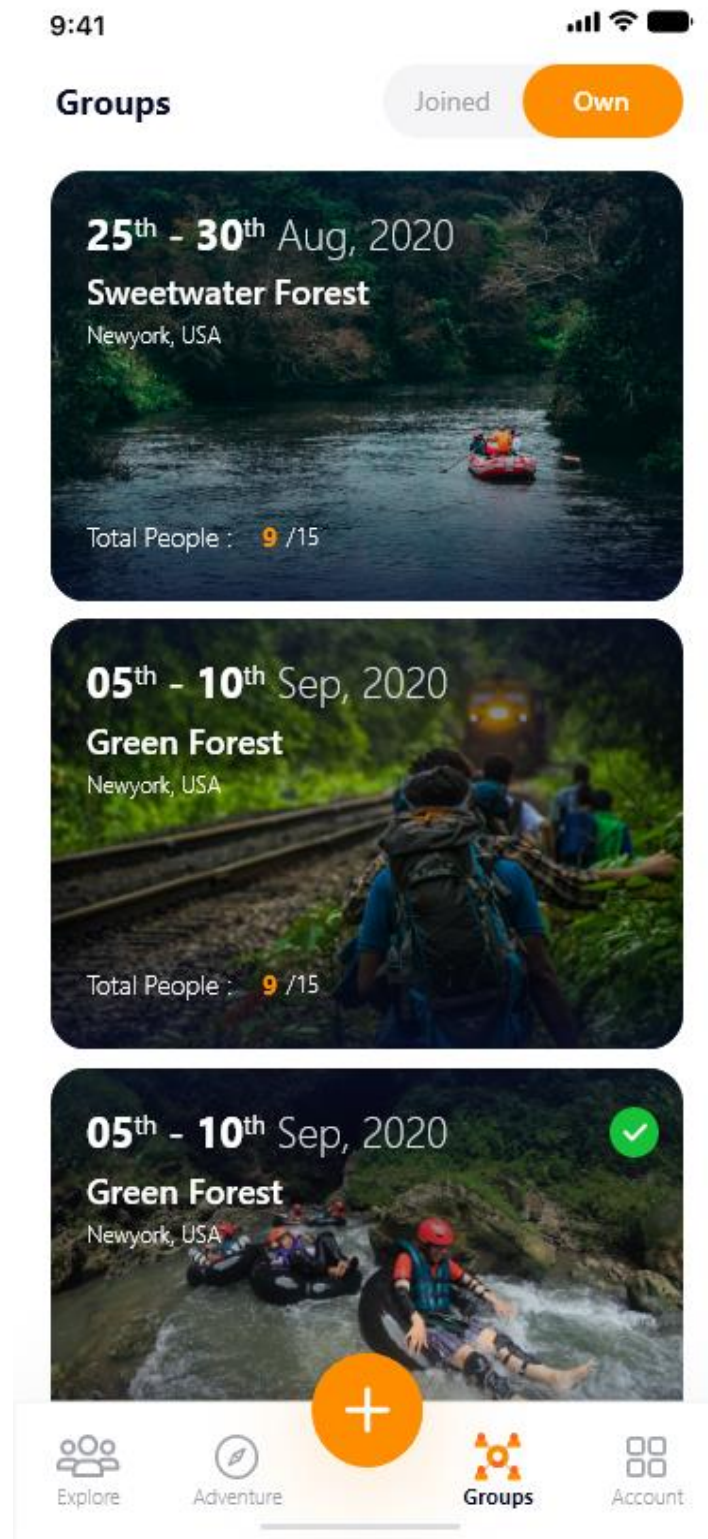 9:41
Groups Joined Own
25th - 30th Aug, 2020
Sweetwater Forest
Newyork, USA
Total People : 9 /15
05th - 10th Sep, 2020
Green Forest
Newyork, USA
Total People : 9 /15
05th - 10th Sep, 2020
Green Forest
Newyork, USA
Explore Adventure Groups Account